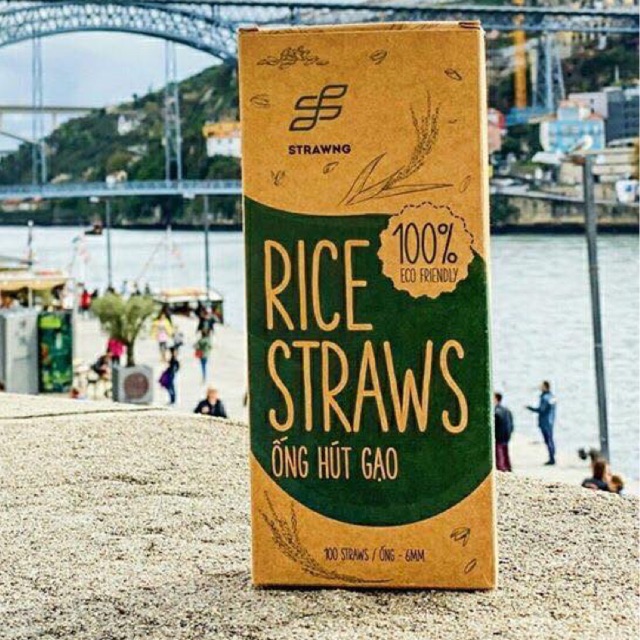 STRAWNG
100%
ECO FRIENDLY
RICE
STRAWS
ỐNG HÚT GẠO
100 STRAWS / ỐNG - 6MM